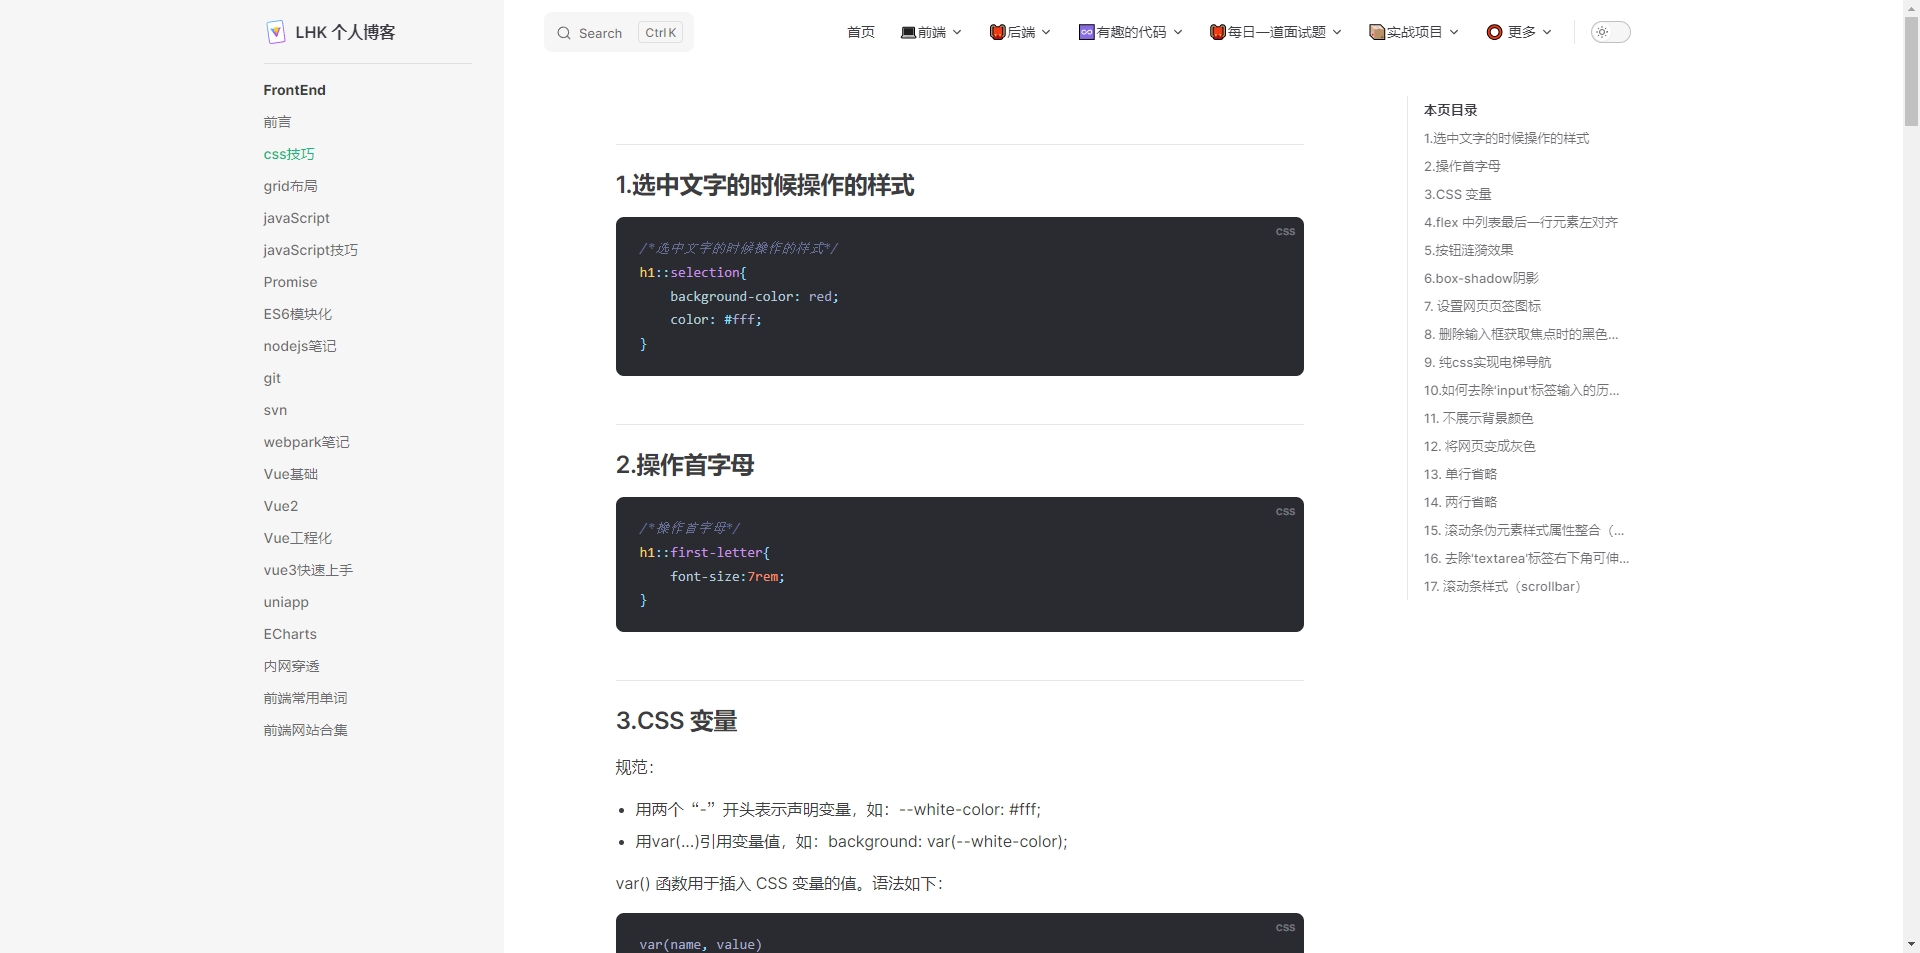 LHK 个人博客
Search
Ctrl K
首页
前端
后端
有趣的代码
每日一道面试题
实战项目
更多
FrontEnd
前言
css技巧
grid布局
javaScript
javaScript技巧
Promise
ES6模块化
nodejs笔记
git
svn
webpark笔记
Vue基础
Vue2
Vue工程化
vue3快速上手
uniapp
ECharts
内网穿透
前端常用单词
前端网站合集
1.选中文字的时候操作的样式
css
/*选中文字的时候操作的样式*/
h1::selection{
    background-color: red;
    color: #fff;
}
2.操作首字母
css
/*操作首字母*/
h1::first-letter{
    font-size:7rem;
}
3.CSS 变量
规范：
• 用两个“-”开头表示声明变量，如：--white-color: #fff;
• 用var(...)引用变量值，如：background: var(--white-color);
var() 函数用于插入 CSS 变量的值。语法如下：
css
var(name, value)
本页目录
1.选中文字的时候操作的样式
2.操作首字母
3.CSS 变量
4.flex 中列表最后一行元素左对齐
5.按钮涟漪效果
6.box-shadow阴影
7. 设置网页页签图标
8. 删除输入框获取焦点时的黑色...
9. 纯css实现电梯导航
10.如何去除'input'标签输入的历...
11. 不展示背景颜色
12. 将网页变成灰色
13. 单行省略
14. 两行省略
15. 滚动条伪元素样式属性整合（...
16. 去除'textarea'标签右下角可伸...
17. 滚动条样式（scrollbar）